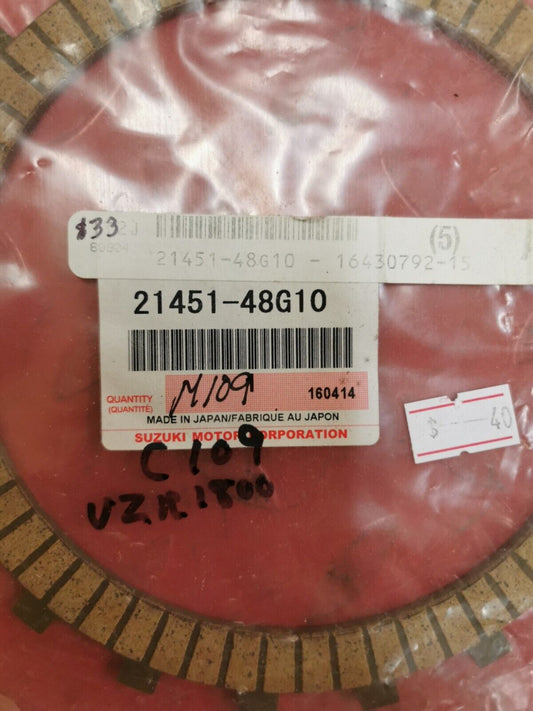 $33
2J
(5)
21451-48G10 - 16430792-15
21451-48G10
QUANTITY
(QUANTITÉ)
M109
160414
MADE IN JAPAN/FABRIQUE AU JAPON
SUZUKI MOTOR CORPORATION
$ 40
C109
VZR1800